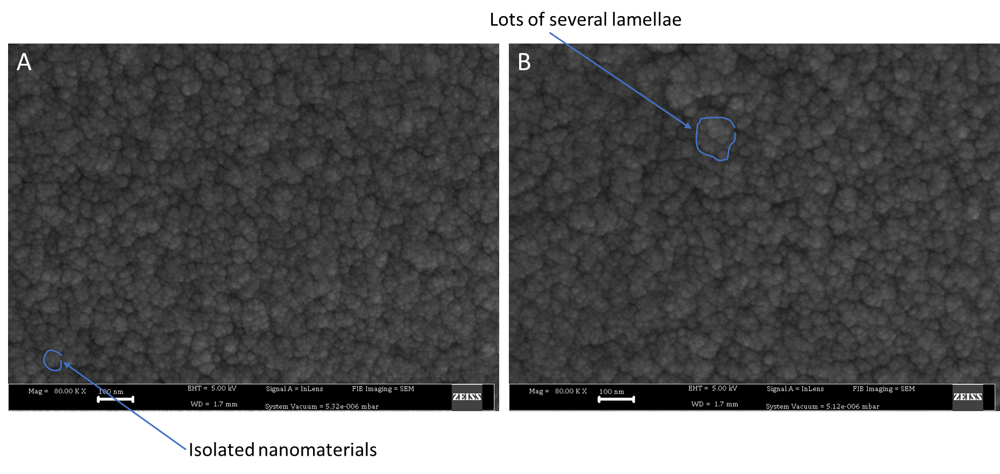 Lots of several lamellae
A
B
Mag = 80.00 K X
100 nm
EHT = 5.00 kV
WD = 1.7 mm
Signal A = InLens
System Vacuum = 5.32e-006 mbar
FIB Imaging = SEM
ZEISS
Mag = 80.00 K X
100 nm
EHT = 5.00 kV
WD = 1.7 mm
Signal A = InLens
System Vacuum = 5.12e-006 mbar
FIB Imaging = SEM
ZEISS
Isolated nanomaterials